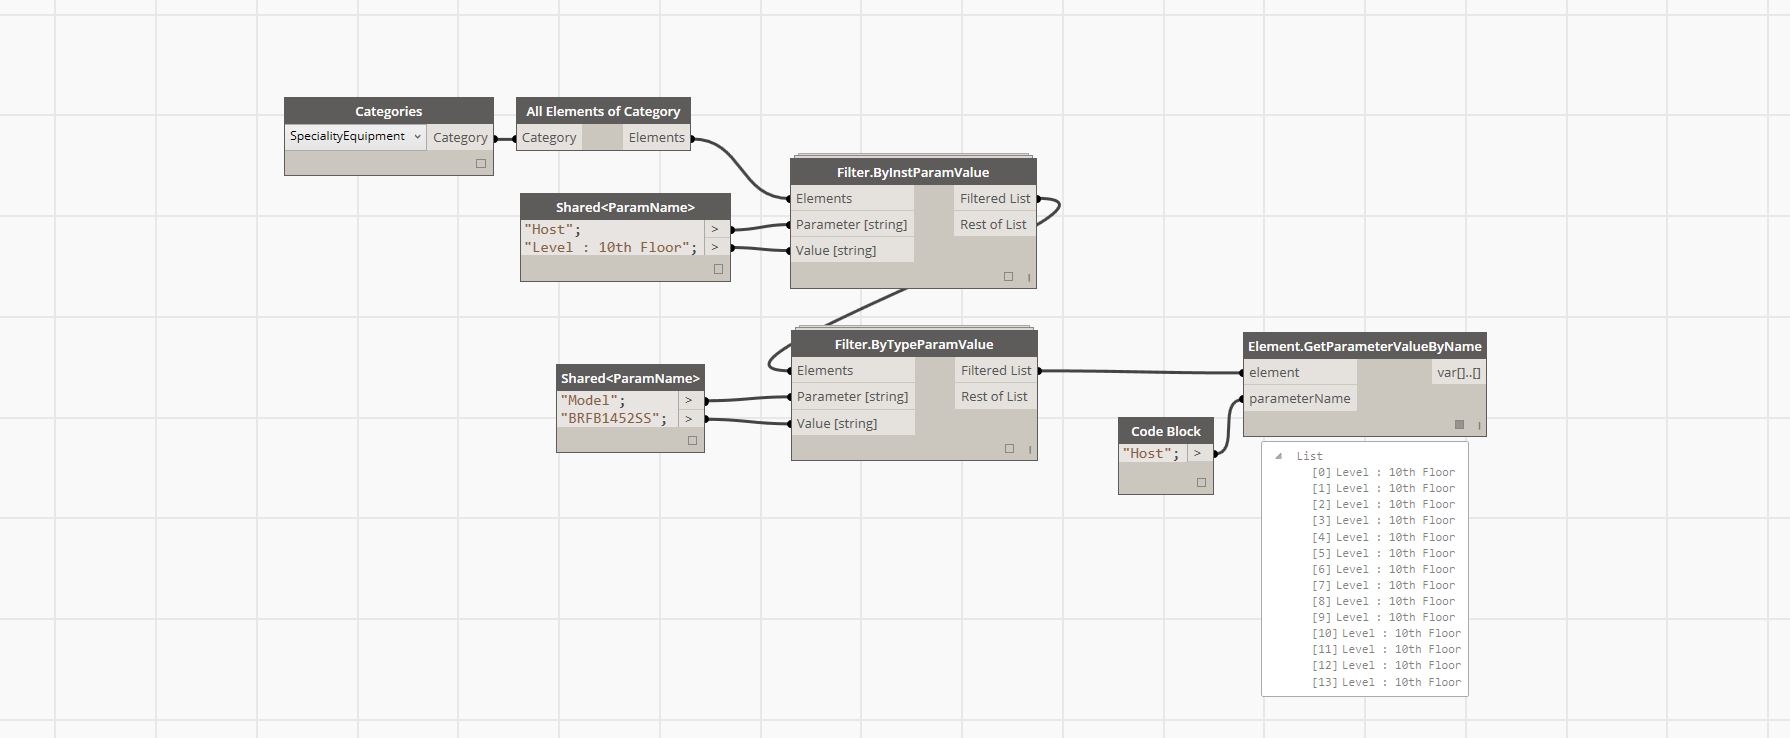 Categories
SpecialityEquipment
Category
All Elements of Category
Category
Elements
Shared<ParamName>
"Host"; >
"Level : 10th Floor"; >
Filter.ByInstParamValue
Elements
Filtered List
Parameter [string]
Rest of List
Value [string]
Shared<ParamName>
"Model"; >
"BRFB1452SS"; >
Filter.ByTypeParamValue
Elements
Filtered List
Parameter [string]
Rest of List
Value [string]
Code Block
"Host"; >
Element.GetParameterValueByName
element
var[]..[]
parameterName
List
[0] Level : 10th Floor
[1] Level : 10th Floor
[2] Level : 10th Floor
[3] Level : 10th Floor
[4] Level : 10th Floor
[5] Level : 10th Floor
[6] Level : 10th Floor
[7] Level : 10th Floor
[8] Level : 10th Floor
[9] Level : 10th Floor
[10] Level : 10th Floor
[11] Level : 10th Floor
[12] Level : 10th Floor
[13] Level : 10th Floor